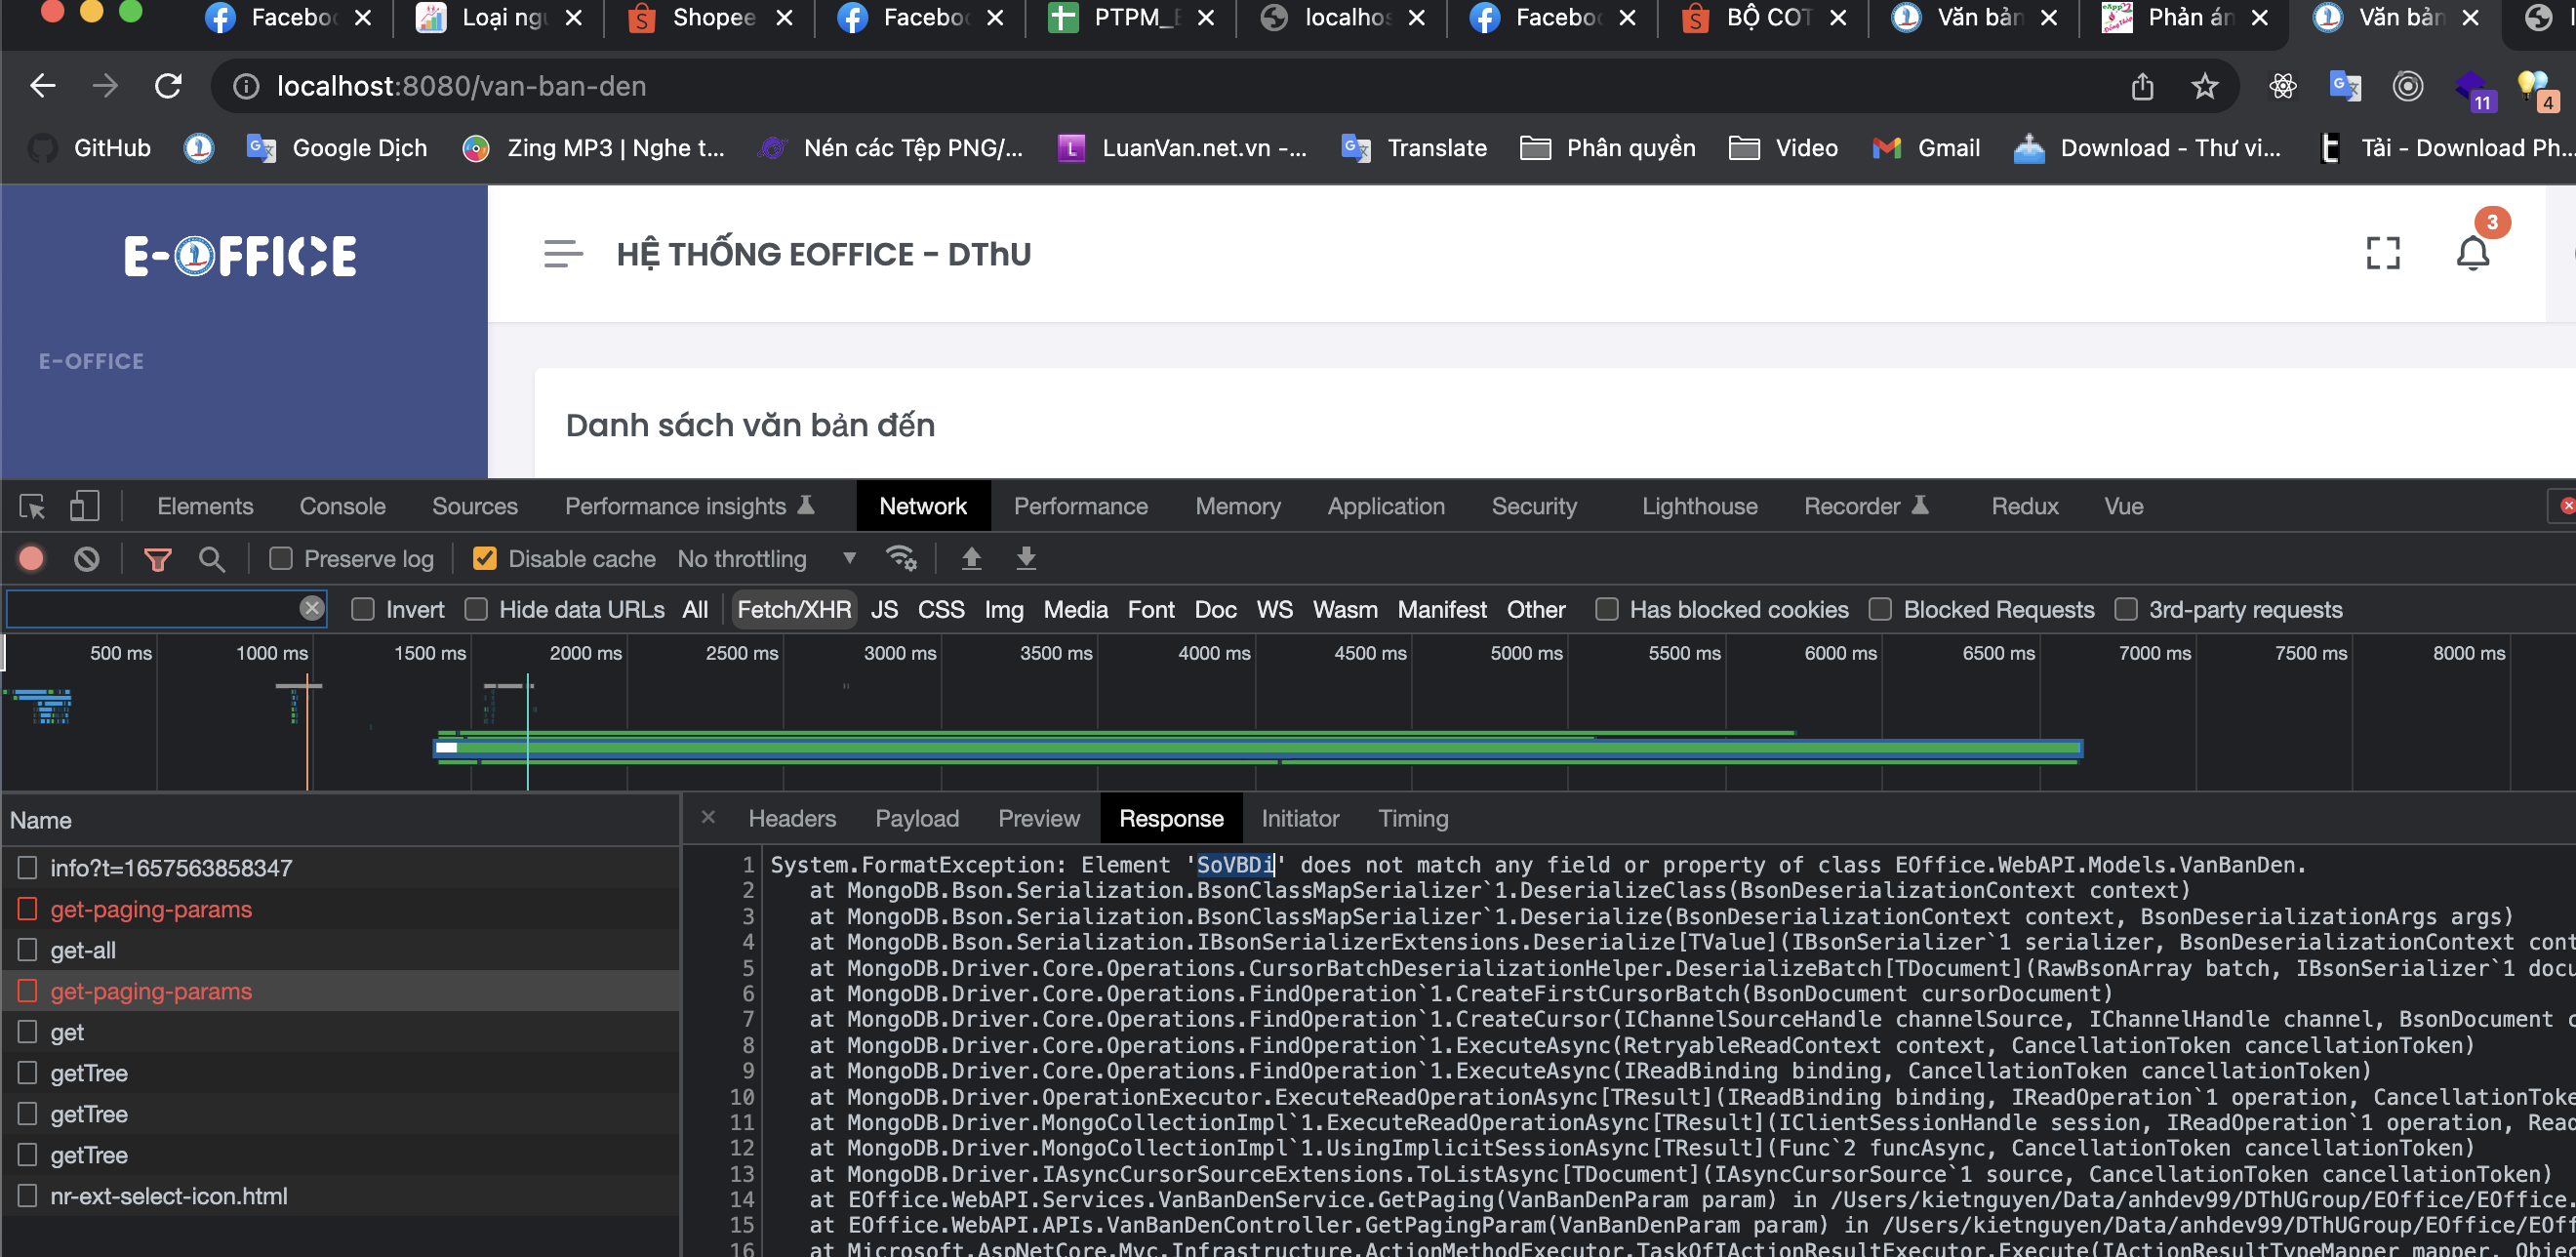 Facebo
Loại ng
Shopee
Facebo
PTPM_
localhos
Facebo
BỘ CO
Văn bản
Phản án
Văn bản
localhost:8080/van-ban-den
11
4
GitHub
Google Dịch
Zing MP3 | Nghe t...
Nén các Tệp PNG/...
LuanVan.net.vn -...
Translate
Phân quyền
Video
Gmail
Download - Thư vi...
Tải - Download Ph...
E-OFFICE
HỆ THỐNG EOFFICE - DThU
3
E-OFFICE
Danh sách văn bản đến
Elements Console Sources Performance insights Network Performance Memory Application Security Lighthouse Recorder Redux Vue
Preserve log Disable cache No throttling
Invert Hide data URLs All Fetch/XHR JS CSS Img Media Font Doc WS Wasm Manifest Other Has blocked cookies Blocked Requests 3rd-party requests
500 ms 1000 ms 1500 ms 2000 ms 2500 ms 3000 ms 3500 ms 4000 ms 4500 ms 5000 ms 5500 ms 6000 ms 6500 ms 7000 ms 7500 ms 8000 ms
Name
info?t=1657563858347
get-paging-params
get-all
get-paging-params
get
getTree
getTree
getTree
nr-ext-select-icon.html
Headers Payload Preview Response Initiator Timing
1 System.FormatException: Element 'SoVBDi' does not match any field or property of class EOffice.WebAPI.Models.VanBanDen.
2 at MongoDB.Bson.Serialization.BsonClassMapSerializer`1.DeserializeClass(BsonDeserializationContext context)
3 at MongoDB.Bson.Serialization.BsonClassMapSerializer`1.Deserialize(BsonDeserializationContext context, BsonDeserializationArgs args)
4 at MongoDB.Bson.Serialization.IBsonSerializerExtensions.Deserialize[TValue](IBsonSerializer`1 serializer, BsonDeserializationContext cont
5 at MongoDB.Driver.Core.Operations.CursorBatchDeserializationHelper.DeserializeBatch[TDocument](RawBsonArray batch, IBsonSerializer`1 docu
6 at MongoDB.Driver.Core.Operations.FindOperation`1.CreateFirstCursorBatch(BsonDocument cursorDocument)
7 at MongoDB.Driver.Core.Operations.FindOperation`1.CreateCursor(IChannelSourceHandle channelSource, IChannelHandle channel, BsonDocument c
8 at MongoDB.Driver.Core.Operations.FindOperation`1.ExecuteAsync(RetryableReadContext context, CancellationToken cancellationToken)
9 at MongoDB.Driver.Core.Operations.FindOperation`1.ExecuteAsync(IReadBinding binding, CancellationToken cancellationToken)
10 at MongoDB.Driver.OperationExecutor.ExecuteReadOperationAsync[TResult](IReadBinding binding, IReadOperation`1 operation, CancellationToke
11 at MongoDB.Driver.MongoCollectionImpl`1.ExecuteReadOperationAsync[TResult](IClientSessionHandle session, IReadOperation`1 operation, Read
12 at MongoDB.Driver.MongoCollectionImpl`1.UsingImplicitSessionAsync[TResult](Func`2 funcAsync, CancellationToken cancellationToken)
13 at MongoDB.Driver.IAsyncCursorSourceExtensions.ToListAsync[TDocument](IAsyncCursorSource`1 source, CancellationToken cancellationToken)
14 at EOffice.WebAPI.Services.VanBanDenService.GetPaging(VanBanDenParam param) in /Users/kietnguyen/Data/anhdev99/DThUGroup/EOffice/EOffice.
15 at EOffice.WebAPI.APIs.VanBanDenController.GetPagingParam(VanBanDenParam param) in /Users/kietnguyen/Data/anhdev99/DThUGroup/EOffice/EOff
16 at Microsoft.AspNetCore.Mvc.Infrastructure.ActionMethodExecutor.TaskOfIActionResultExecutor.Execute(IActionResultTypeMapper mapper, Obje